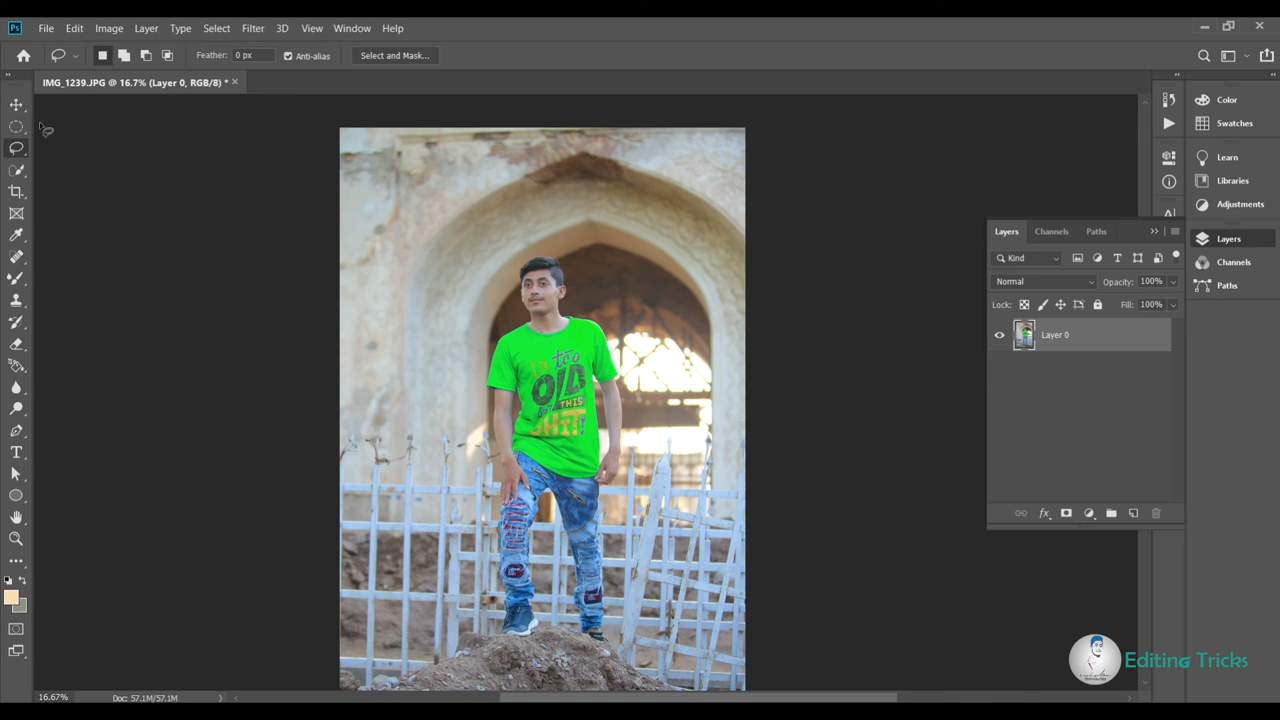 Ps File Edit Image Layer Type Select Filter 3D View Window Help
Feather: 0 px Anti-alias Select and Mask...
IMG_1239.JPG @ 16.7% (Layer 0, RGB/8) * ×
Color
Swatches
Learn
Libraries
Adjustments
Layers
Channels
Paths
Layers Channels Paths
Kind
Normal Opacity: 100%
Lock: Fill: 100%
Layer 0
fx
I'm too
OLD
THIS
SHIT!
Editing Tricks
16.67% Doc: 57.1M/57.1M